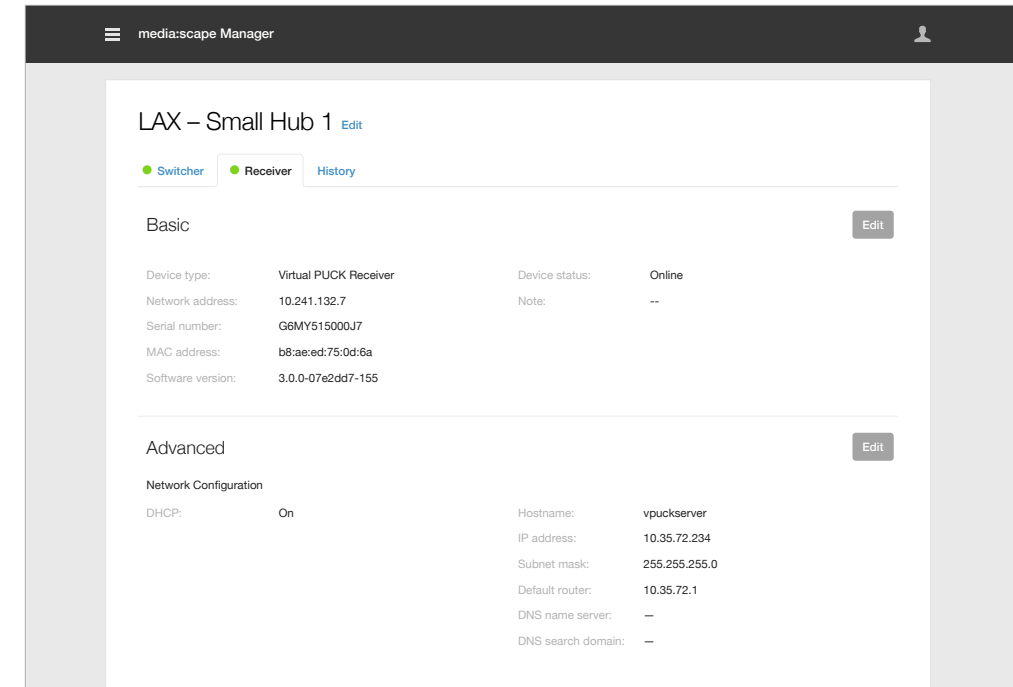 media:scape Manager
LAX – Small Hub 1 Edit
Switcher Receiver History
Basic Edit
Device type: Virtual PUCK Receiver Device status: Online
Network address: 10.241.132.7 Note: --
Serial number: G6MY515000J7
MAC address: b8:ae:ed:75:0d:6a
Software version: 3.0.0-07e2dd7-155
Advanced Edit
Network Configuration
DHCP: On Hostname: vpuckserver
IP address: 10.35.72.234
Subnet mask: 255.255.255.0
Default router: 10.35.72.1
DNS name server: —
DNS search domain: —